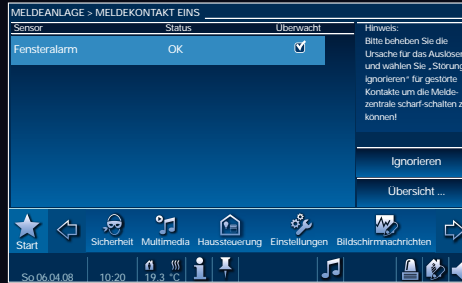 MELDEANLAGE > MELDEKONTAKT EINS
Sensor Status Überwacht
Fensteralarm OK
Hinweis:
Bitte beheben Sie die
Ursache für das Auslösen
und wählen Sie „Störung
ignorieren“ für gestörte
Kontakte um die Melde-
zentrale scharf-schalten z
können!
Ignorieren
Übersicht ...
Start Sicherheit Multimedia Haussteuerung Einstellungen Bildschirmnachrichten
So 06.04.08 10:20 19.3 °C